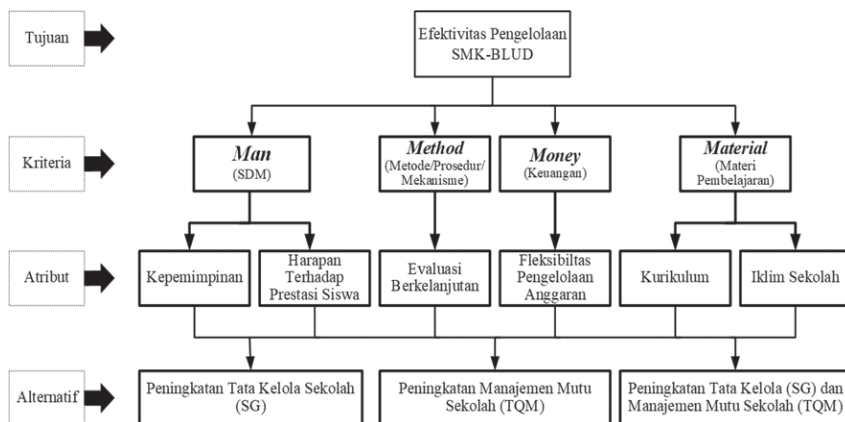 Tujuan
Efektivitas Pengelolaan
SMK-BLUD
Kriteria
Man
(SDM)
Method
(Metode/Prosedur/
Mekanisme)
Money
(Keuangan)
Material
(Materi
Pembelajaran)
Atribut
Kepemimpinan
Harapan
Terhadap
Prestasi Siswa
Evaluasi
Berkelanjutan
Fleksibiltas
Pengelolaan
Anggaran
Kurikulum
Iklim Sekolah
Alternatif
Peningkatan Tata Kelola Sekolah
(SG)
Peningkatan Manajemen Mutu
Sekolah (TQM)
Peningkatan Tata Kelola (SG) dan
Manajemen Mutu Sekolah (TQM)